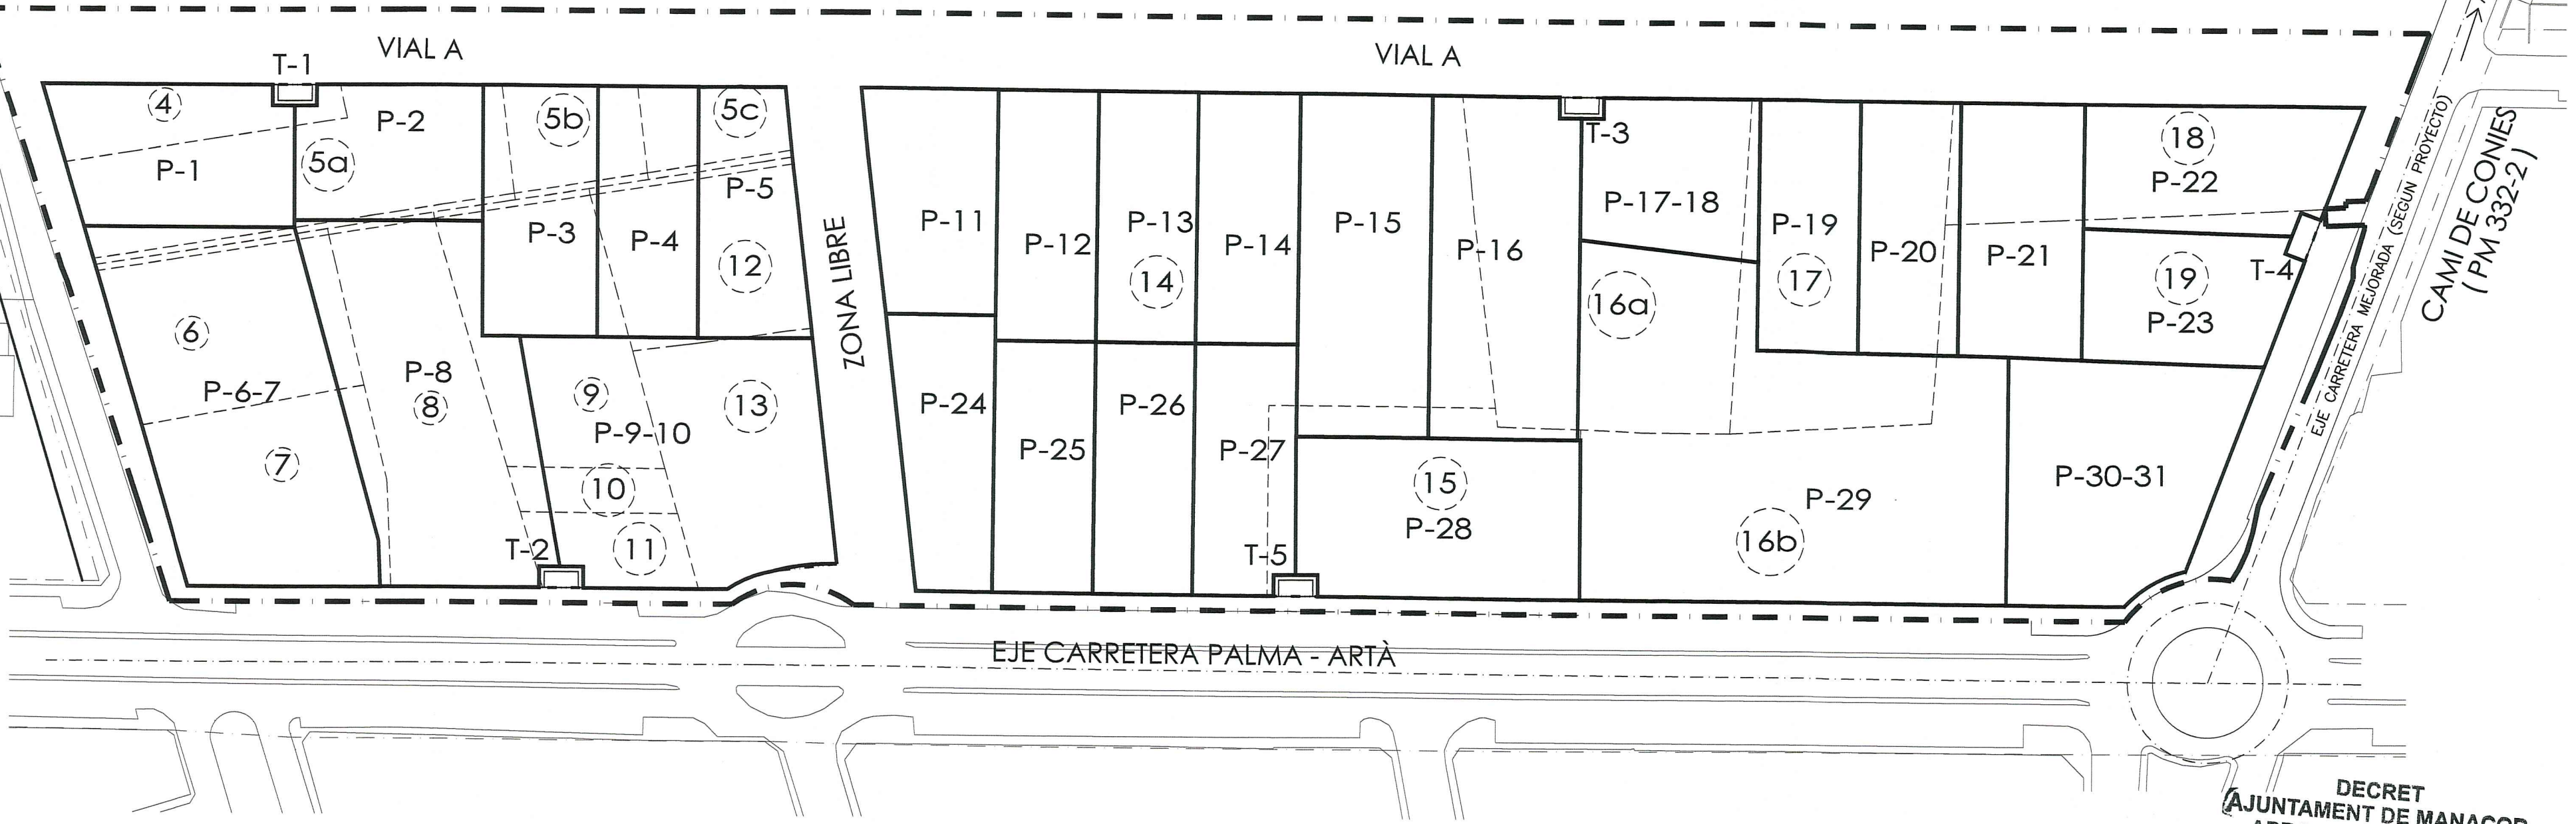 VIAL A
VIAL A
T-1
4
P-2
5b
5c
P-1
5a
P-5
P-3
P-4
12
6
P-6-7
7
P-8
8
9
P-9-10
13
10
11
T-2
ZONA LIBRE
T-3
P-11
P-12
P-13
14
P-14
P-15
P-16
P-17-18
16a
P-19
17
P-20
P-21
18
P-22
19
P-23
T-4
P-24
P-25
P-26
P-27
T-5
15
P-28
P-29
16b
P-30-31
EJE CARRETERA MEJORADA (SEGUN PROYECTO)
CAMI DE CONIES
( PM 332-2 )
EJE CARRETERA PALMA - ARTÀ
DECRET
AJUNTAMENT DE MANACOR